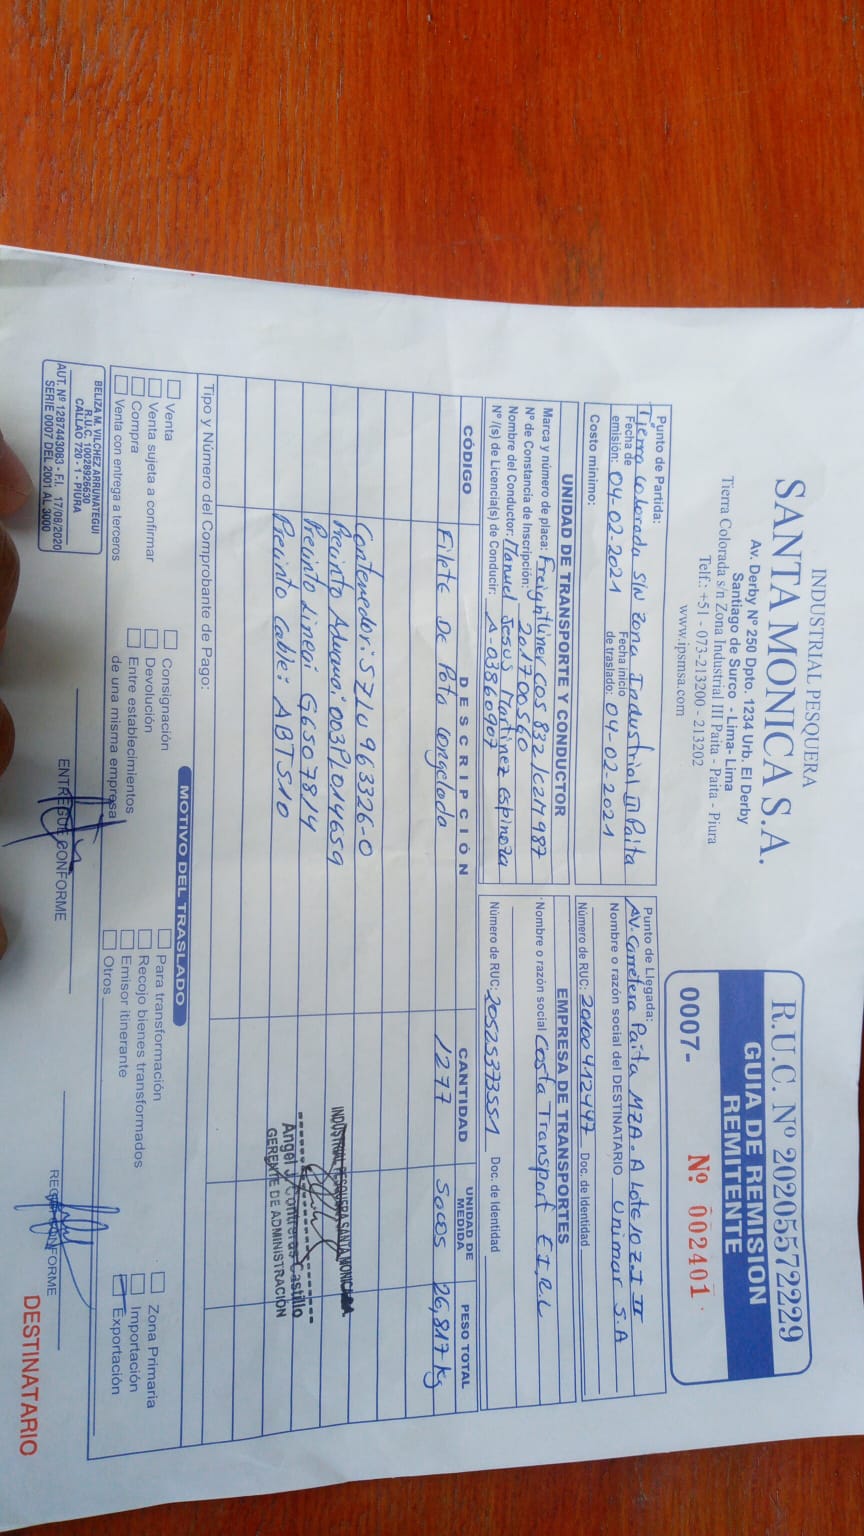 INDUSTRIAL PESQUERA
SANTA MONICA S.A.
Av. Derby Nº 250 Dpto. 1234 Urb. El Derby
Santiago de Surco - Lima- Lima
Tierra Colorada s/n Zona Industrial III Paita - Paita - Piura
Telf.: +51 - 073-213200 - 213202
www.ipsmsa.com
R.U.C. Nº 20205572229
GUIA DE REMISION
REMITENTE
0007- Nº 002401
Punto de Partida:
Tierra Colorada S/N Zona Industrial III Paita
Fecha de emisión: 04-02-2021 Fecha inicio de traslado: 04-02-2021
Costo mínimo:
Punto de Llegada:
AV. Carretera Paita MZA. A Lote 10 Z.I II
Nombre o razón social del DESTINATARIO Unimar S.A
Número de RUC: 20100412447 Doc. de Identidad
UNIDAD DE TRANSPORTE Y CONDUCTOR
Marca y número de placa: Freightliner C0S 832/C2M987
Nº de Constancia de Inscripción: 201700560
Nombre del Conductor: Manuel Jesus Martinez Espinoza
Nº /(s) de Licencia(s) de Conducir: A-03860907
EMPRESA DE TRANSPORTES
Nombre o razón social Costa Transport E.I.R.L
Número de RUC: 20525373551 Doc. de Identidad
CÓDIGO DESCRIPCIÓN CANTIDAD UNIDAD DE MEDIDA PESO TOTAL
Filete De Pota Congelada 1277 Sacos 26,817 kg
Contenedor: SZLU 963326-0
Precinto Aduana: 003PL014659
Precinto Linea: G6507814
Precinto Cable: ABTS10
INDUSTRIAL PESQUERA SANTA MONICA S.A.
Angel J. Contreras Castillo
GERENTE DE ADMINISTRACIÓN
Tipo y Número del Comprobante de Pago:
MOTIVO DEL TRASLADO
Venta
Venta sujeta a confirmar
Compra
Venta con entrega a terceros
Consignación
Devolución
Entre establecimientos
de una misma empresa
Para transformación
Recojo bienes transformados
Emisor itinerante
Otros
Zona Primaria
Importación
Exportación
BELIZA M. VILCHEZ ARRUNATEGUI
R.U.C. 10028926530
CALLAO 720 - 1 - PIURA
AUT. Nº 1287443083 - F.I. 17/08/2020
SERIE 0007 DEL 2001 AL 3000
ENTREGUE CONFORME
RECIBI CONFORME
DESTINATARIO